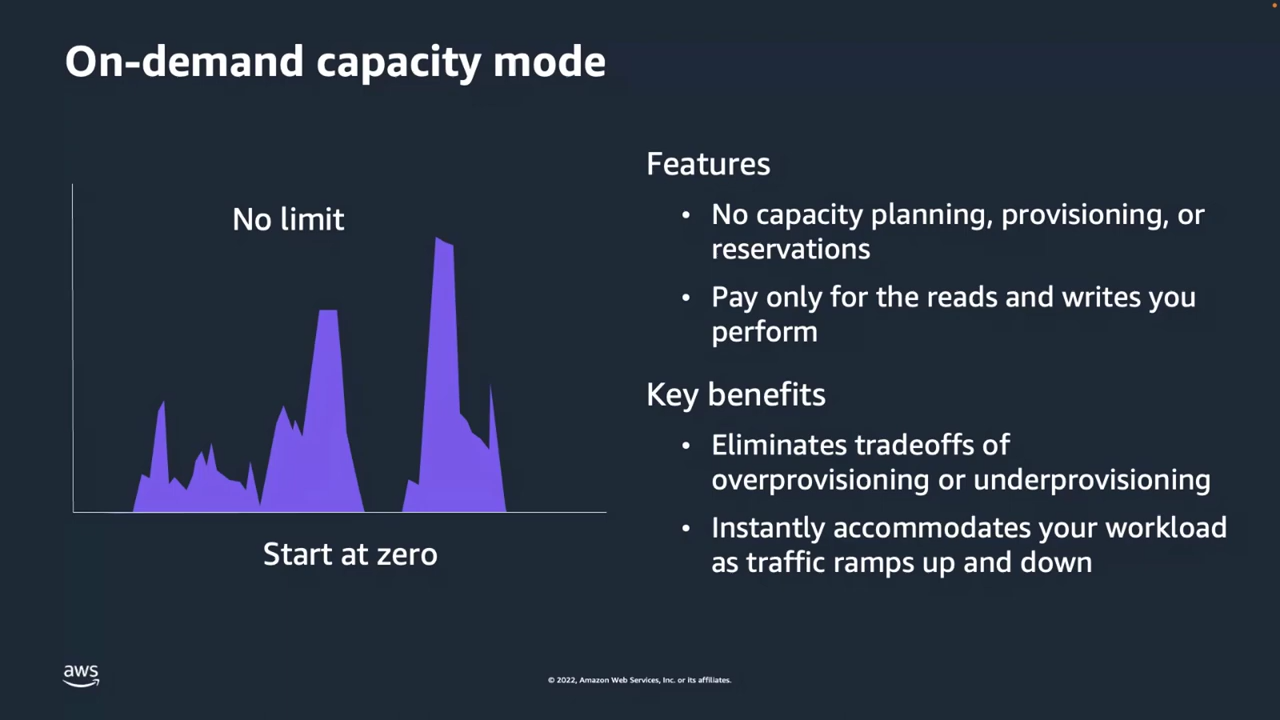 On-demand capacity mode
No limit
Start at zero
Features
• No capacity planning, provisioning, or
reservations
• Pay only for the reads and writes you
perform
Key benefits
• Eliminates tradeoffs of
overprovisioning or underprovisioning
• Instantly accommodates your workload
as traffic ramps up and down
aws
© 2022, Amazon Web Services, Inc. or its affiliates.